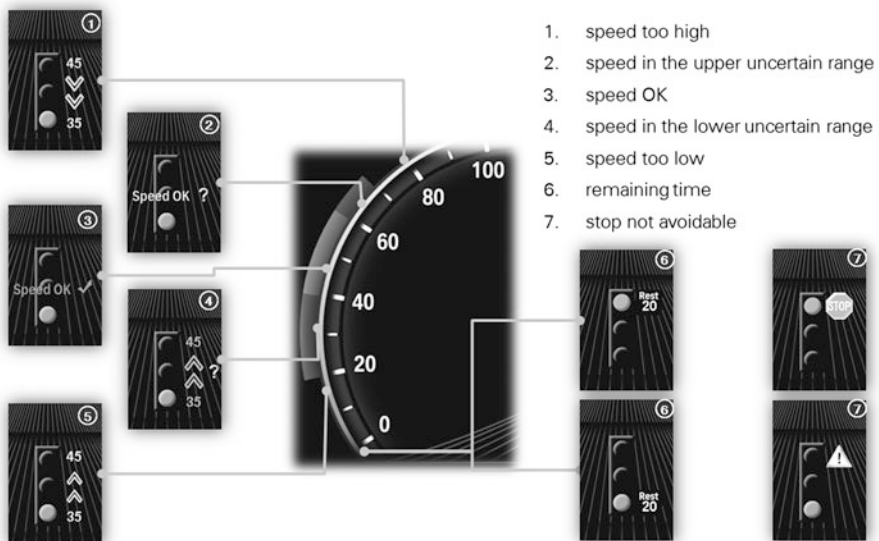 1
45
35
2
Speed OK ?
3
Speed OK ✓
4
45
?
35
5
45
35
100
80
60
40
20
0
1. speed too high
2. speed in the upper uncertain range
3. speed OK
4. speed in the lower uncertain range
5. speed too low
6. remaining time
7. stop not avoidable
6
Rest
20
7
STOP
6
Rest
20
7
!